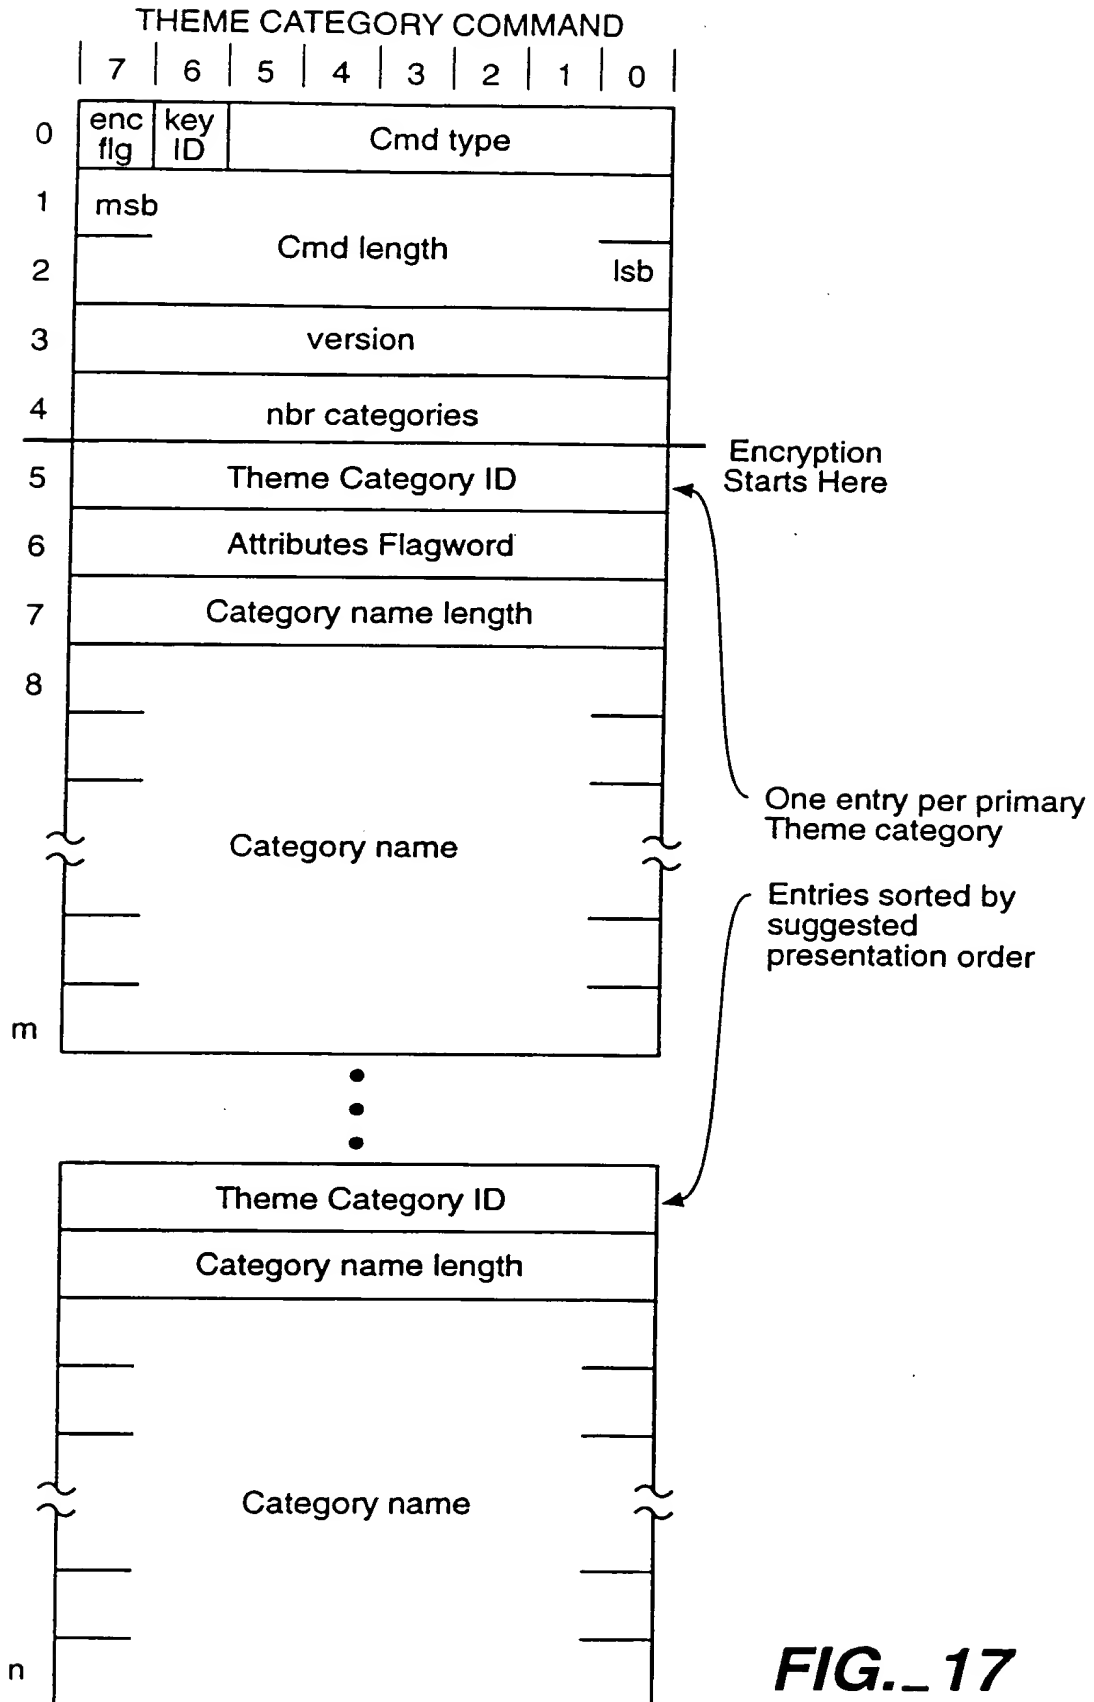 THEME CATEGORY COMMAND
7 6 5 4 3 2 1 0
0 enc flg key ID Cmd type
1 msb
Cmd length
2 lsb
3 version
4 nbr categories
Encryption
Starts Here
5 Theme Category ID
6 Attributes Flagword
7 Category name length
8
One entry per primary
Theme category
Category name
Entries sorted by
suggested
presentation order
m
Theme Category ID
Category name length
Category name
n
FIG._17